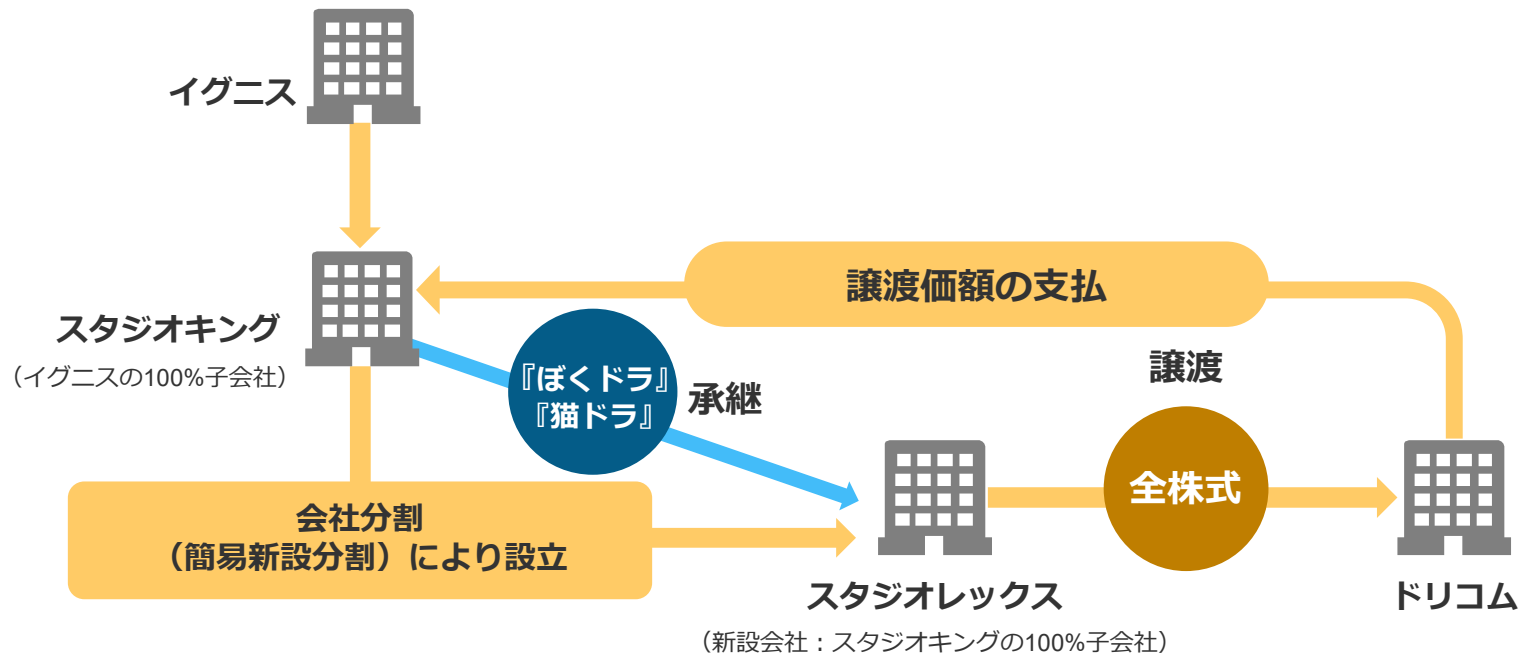 イグニス
スタジオキング
（イグニスの100%子会社）
譲渡価額の支払
『ぼくドラ』
『猫ドラ』
承継
譲渡
全株式
会社分割
（簡易新設分割）により設立
スタジオレックス
（新設会社：スタジオキングの100%子会社）
ドリコム